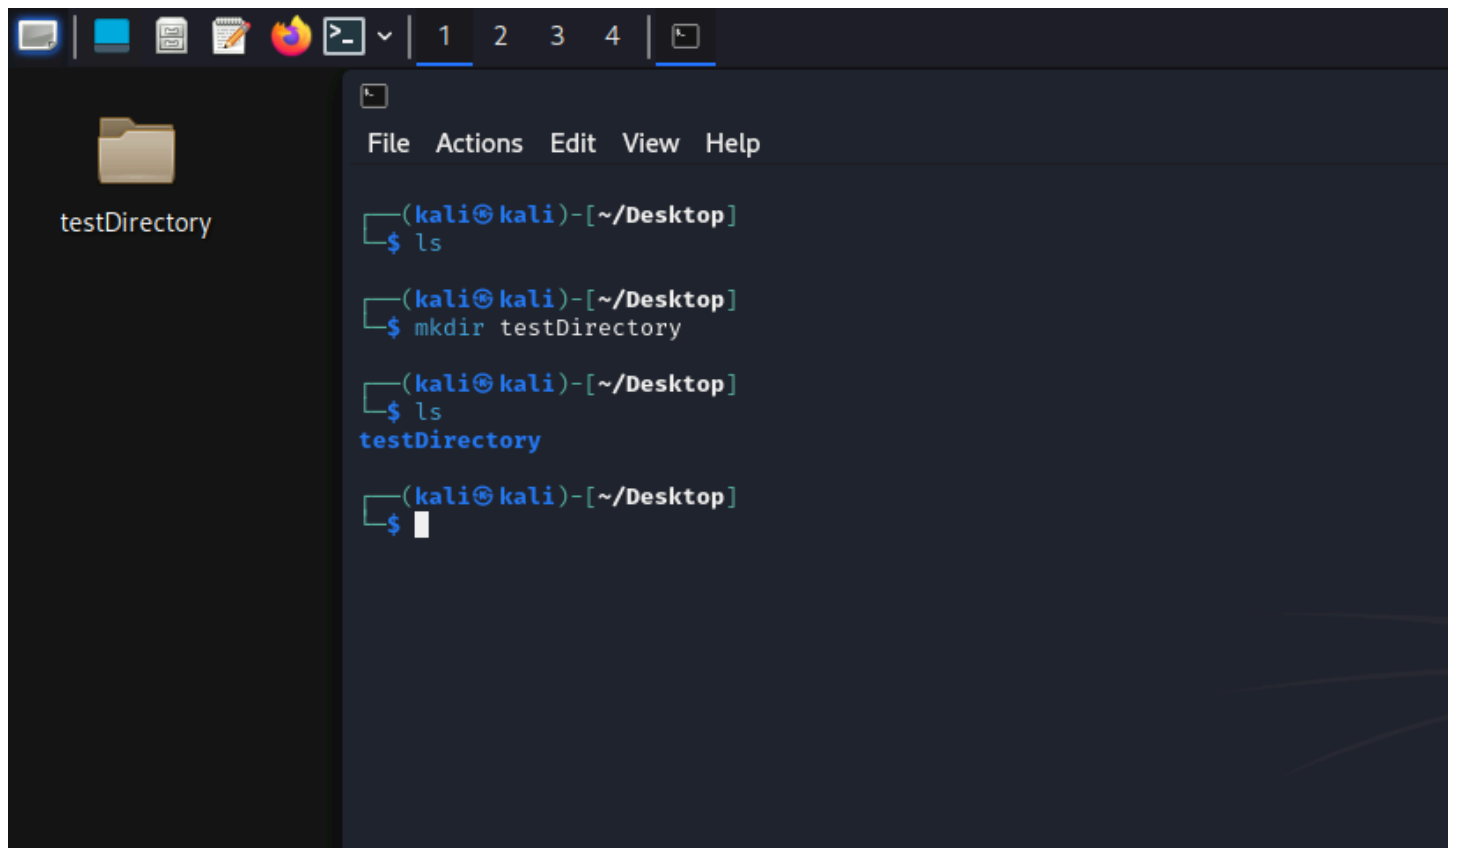 1 2 3 4
testDirectory
File Actions Edit View Help
┌──(kali㉿kali)-[~/Desktop]
└─$ ls
┌──(kali㉿kali)-[~/Desktop]
└─$ mkdir testDirectory
┌──(kali㉿kali)-[~/Desktop]
└─$ ls
testDirectory
┌──(kali㉿kali)-[~/Desktop]
└─$